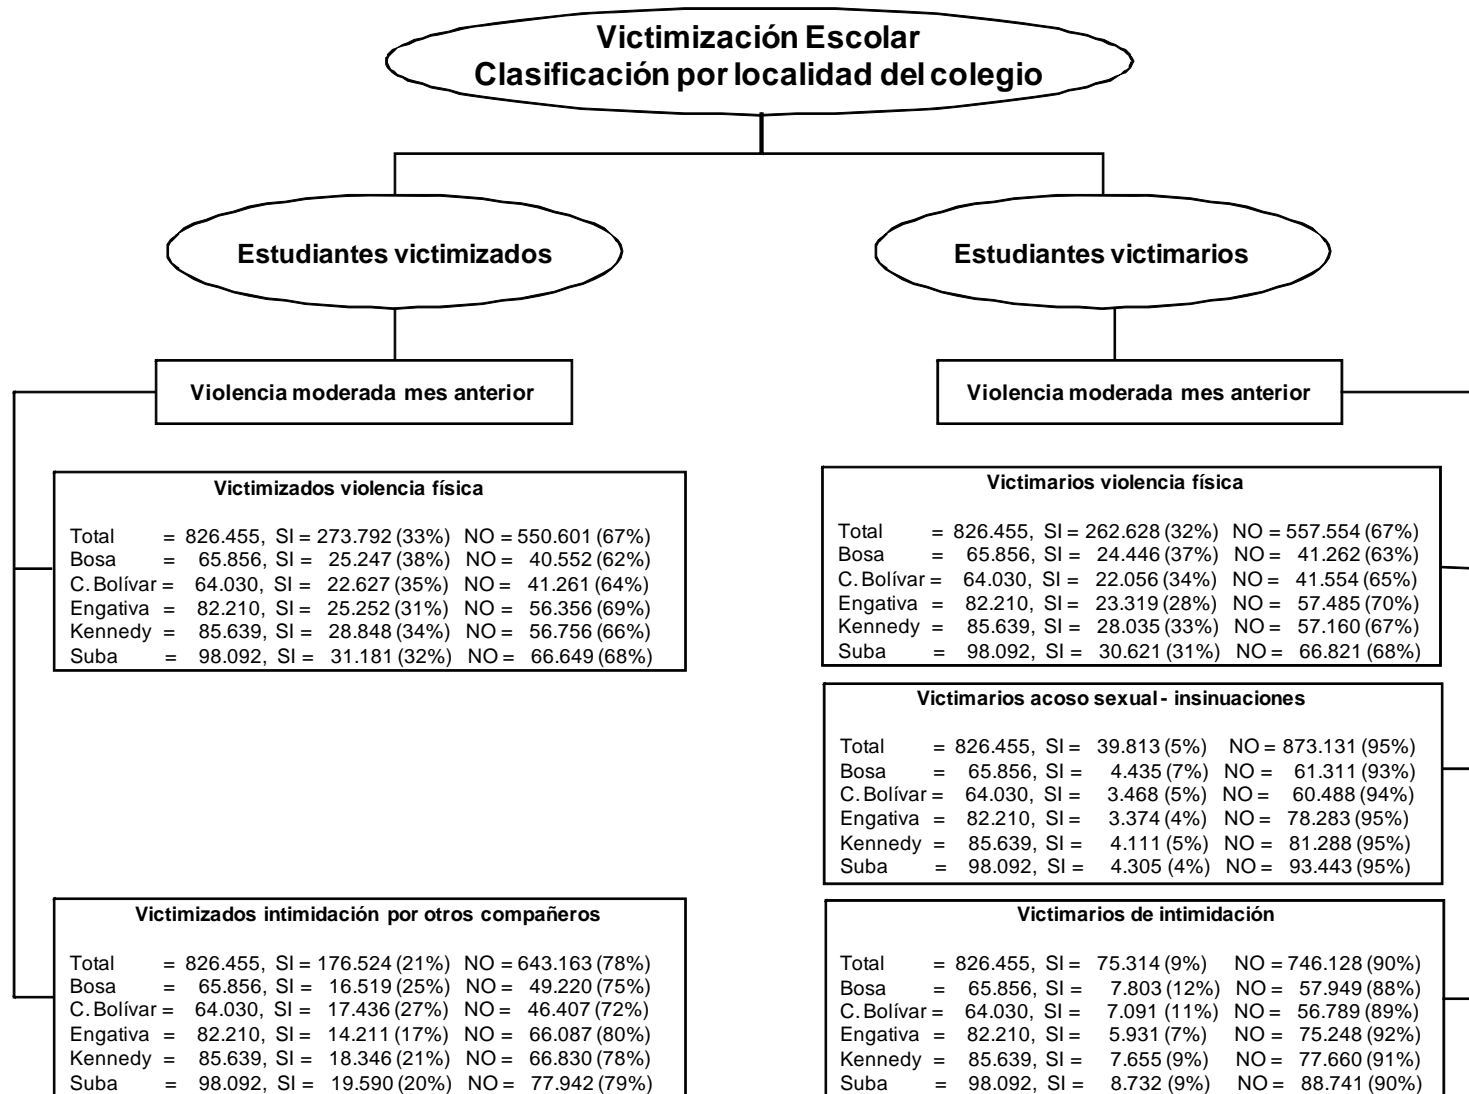 Victimización Escolar
Clasificación por localidad del colegio
Estudiantes victimizados
Estudiantes victimarios
Violencia moderada mes anterior
Violencia moderada mes anterior
Victimizados violencia física
Total = 826.455, SI = 273.792 (33%) NO = 550.601 (67%)
Bosa = 65.856, SI = 25.247 (38%) NO = 40.552 (62%)
C. Bolívar = 64.030, SI = 22.627 (35%) NO = 41.261 (64%)
Engativa = 82.210, SI = 25.252 (31%) NO = 56.356 (69%)
Kennedy = 85.639, SI = 28.848 (34%) NO = 56.756 (66%)
Suba = 98.092, SI = 31.181 (32%) NO = 66.649 (68%)
Victimarios violencia física
Total = 826.455, SI = 262.628 (32%) NO = 557.554 (67%)
Bosa = 65.856, SI = 24.446 (37%) NO = 41.262 (63%)
C. Bolívar = 64.030, SI = 22.056 (34%) NO = 41.554 (65%)
Engativa = 82.210, SI = 23.319 (28%) NO = 57.485 (70%)
Kennedy = 85.639, SI = 28.035 (33%) NO = 57.160 (67%)
Suba = 98.092, SI = 30.621 (31%) NO = 66.821 (68%)
Victimarios acoso sexual - insinuaciones
Total = 826.455, SI = 39.813 (5%) NO = 873.131 (95%)
Bosa = 65.856, SI = 4.435 (7%) NO = 61.311 (93%)
C. Bolívar = 64.030, SI = 3.468 (5%) NO = 60.488 (94%)
Engativa = 82.210, SI = 3.374 (4%) NO = 78.283 (95%)
Kennedy = 85.639, SI = 4.111 (5%) NO = 81.288 (95%)
Suba = 98.092, SI = 4.305 (4%) NO = 93.443 (95%)
Victimizados intimidación por otros compañeros
Total = 826.455, SI = 176.524 (21%) NO = 643.163 (78%)
Bosa = 65.856, SI = 16.519 (25%) NO = 49.220 (75%)
C. Bolívar = 64.030, SI = 17.436 (27%) NO = 46.407 (72%)
Engativa = 82.210, SI = 14.211 (17%) NO = 66.087 (80%)
Kennedy = 85.639, SI = 18.346 (21%) NO = 66.830 (78%)
Suba = 98.092, SI = 19.590 (20%) NO = 77.942 (79%)
Victimarios de intimidación
Total = 826.455, SI = 75.314 (9%) NO = 746.128 (90%)
Bosa = 65.856, SI = 7.803 (12%) NO = 57.949 (88%)
C. Bolívar = 64.030, SI = 7.091 (11%) NO = 56.789 (89%)
Engativa = 82.210, SI = 5.931 (7%) NO = 75.248 (92%)
Kennedy = 85.639, SI = 7.655 (9%) NO = 77.660 (91%)
Suba = 98.092, SI = 8.732 (9%) NO = 88.741 (90%)